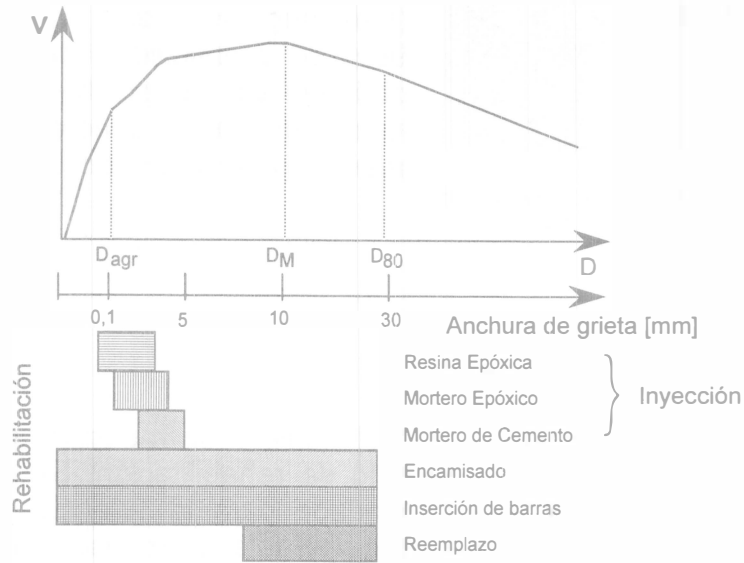 V
D agr D M D 80 D
0,1 5 10 30 Anchura de grieta [mm]
Rehabilitación
Resina Epóxica
Mortero Epóxico
Mortero de Cemento
Inyección
Encamisado
Inserción de barras
Reemplazo